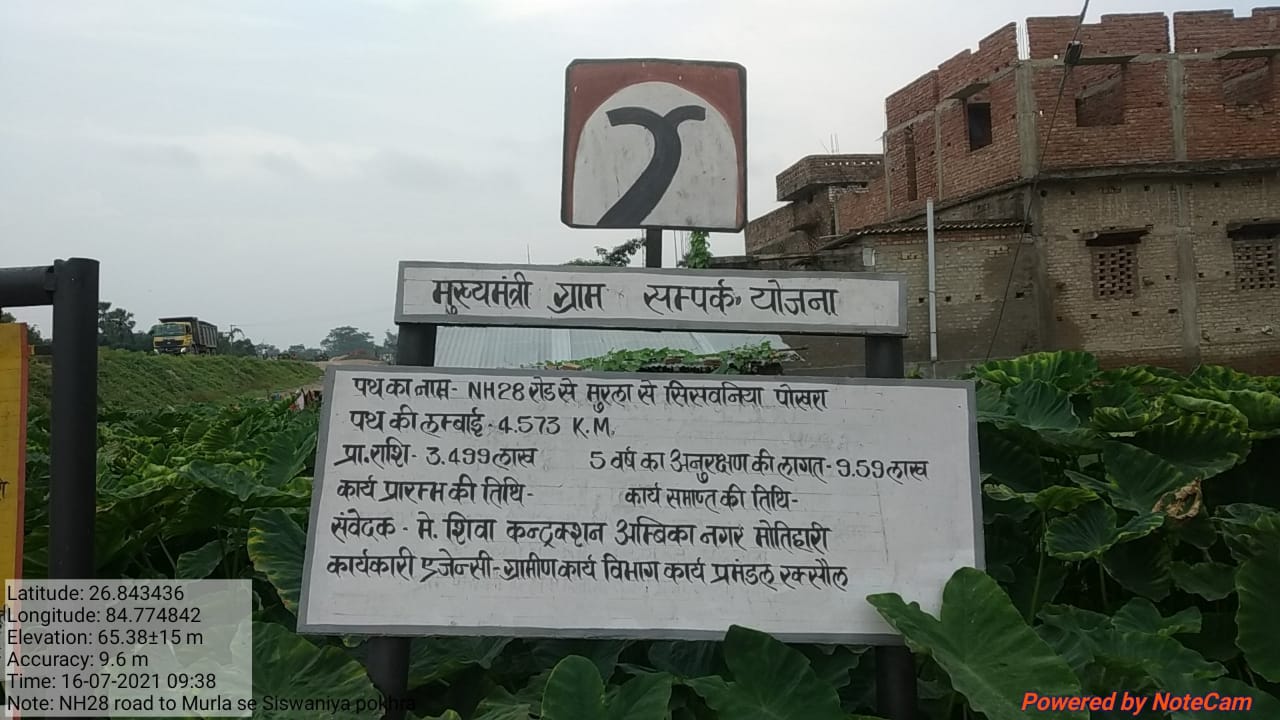 मुख्यमंत्री ग्राम सम्पर्क योजना
पथ का नाम - NH28 रोड से मुरला से सिसवनिया पोखरा
पथ की लम्बाई - 4.573 K.M.
प्रा. राशि - 3.499 लाख 5 वर्ष का अनुरक्षण की लागत - 9.59 लाख
कार्य प्रारम्भ की तिथि - कार्य समाप्त की तिथि -
संवेदक - मे. शिवा कन्द्रक्शन अम्बिका नगर मोतिहारी
कार्यकारी एजेन्सी - ग्रामीण कार्य विभाग कार्य प्रमंडल रक्सौल
Latitude: 26.843436
Longitude: 84.774842
Elevation: 65.38±15 m
Accuracy: 9.6 m
Time: 16-07-2021 09:38
Note: NH28 road to Murla se Siswaniya pokhra
Powered by NoteCam